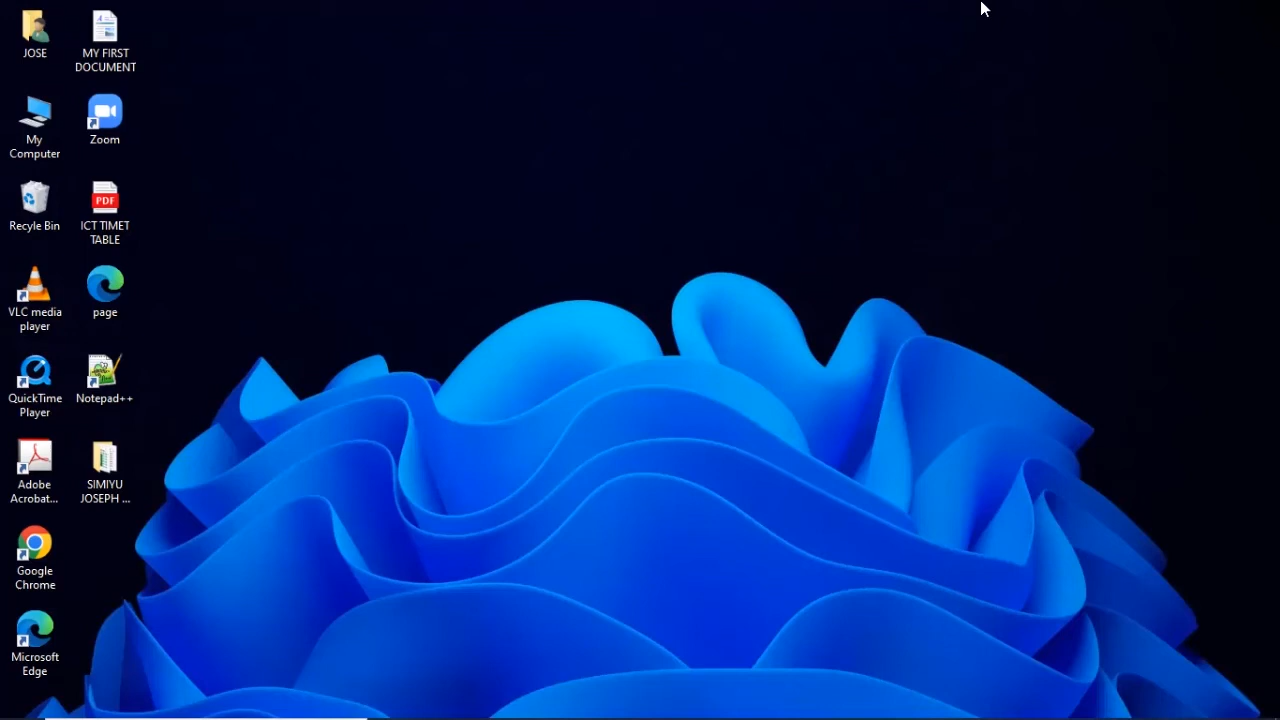 JOSE
MY FIRST
DOCUMENT
My
Computer
Zoom
Recyle Bin
PDF
ICT TIMET
TABLE
VLC media
player
page
QuickTime
Player
Notepad++
Adobe
Acrobat...
SIMIYU
JOSEPH ...
Google
Chrome
Microsoft
Edge